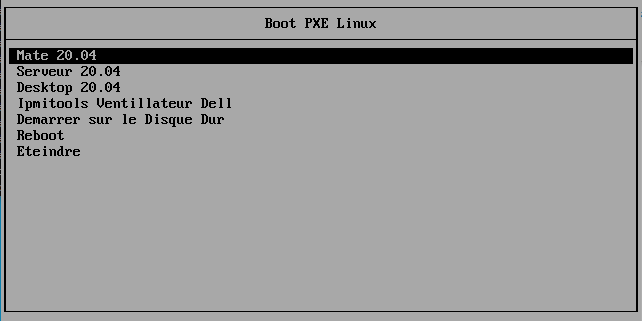 Boot PXE Linux
Mate 20.04
Serveur 20.04
Desktop 20.04
Ipmitools Ventillateur Dell
Demarrer sur le Disque Dur
Reboot
Eteindre